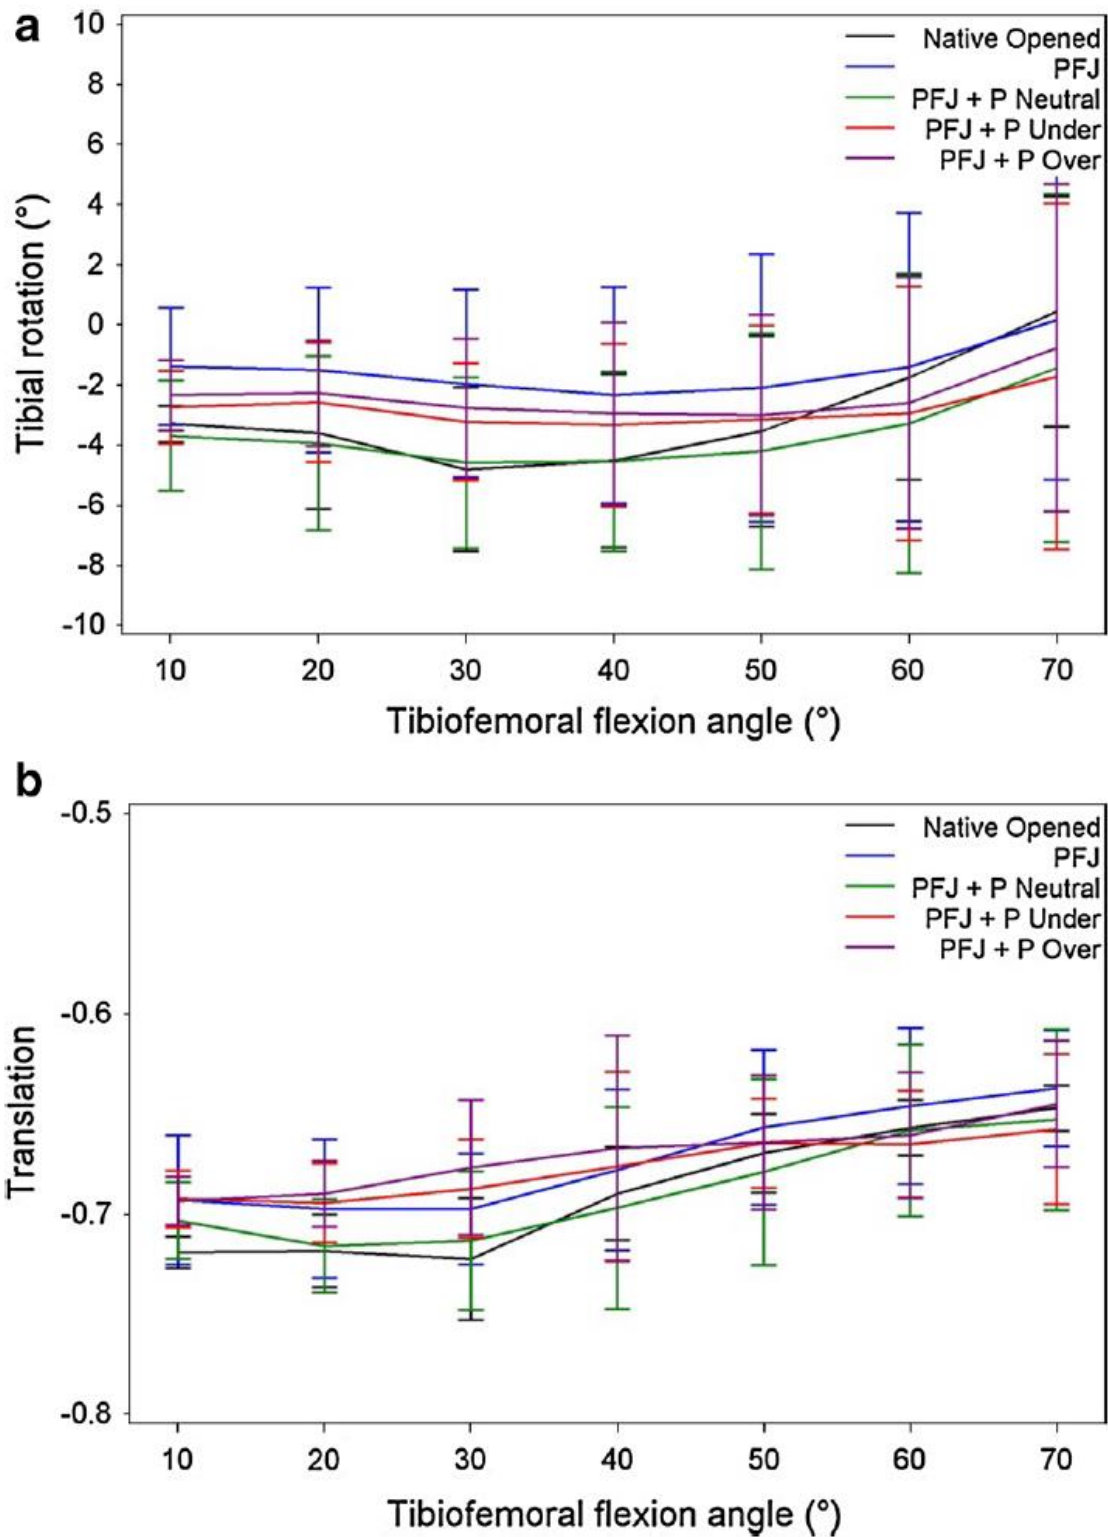 a
Tibial rotation (°)
10
8
6
4
2
0
-2
-4
-6
-8
-10
Native Opened
PFJ
PFJ + P Neutral
PFJ + P Under
PFJ + P Over
10 20 30 40 50 60 70
Tibiofemoral flexion angle (°)
b
Translation
-0.5
-0.6
-0.7
-0.8
Native Opened
PFJ
PFJ + P Neutral
PFJ + P Under
PFJ + P Over
10 20 30 40 50 60 70
Tibiofemoral flexion angle (°)